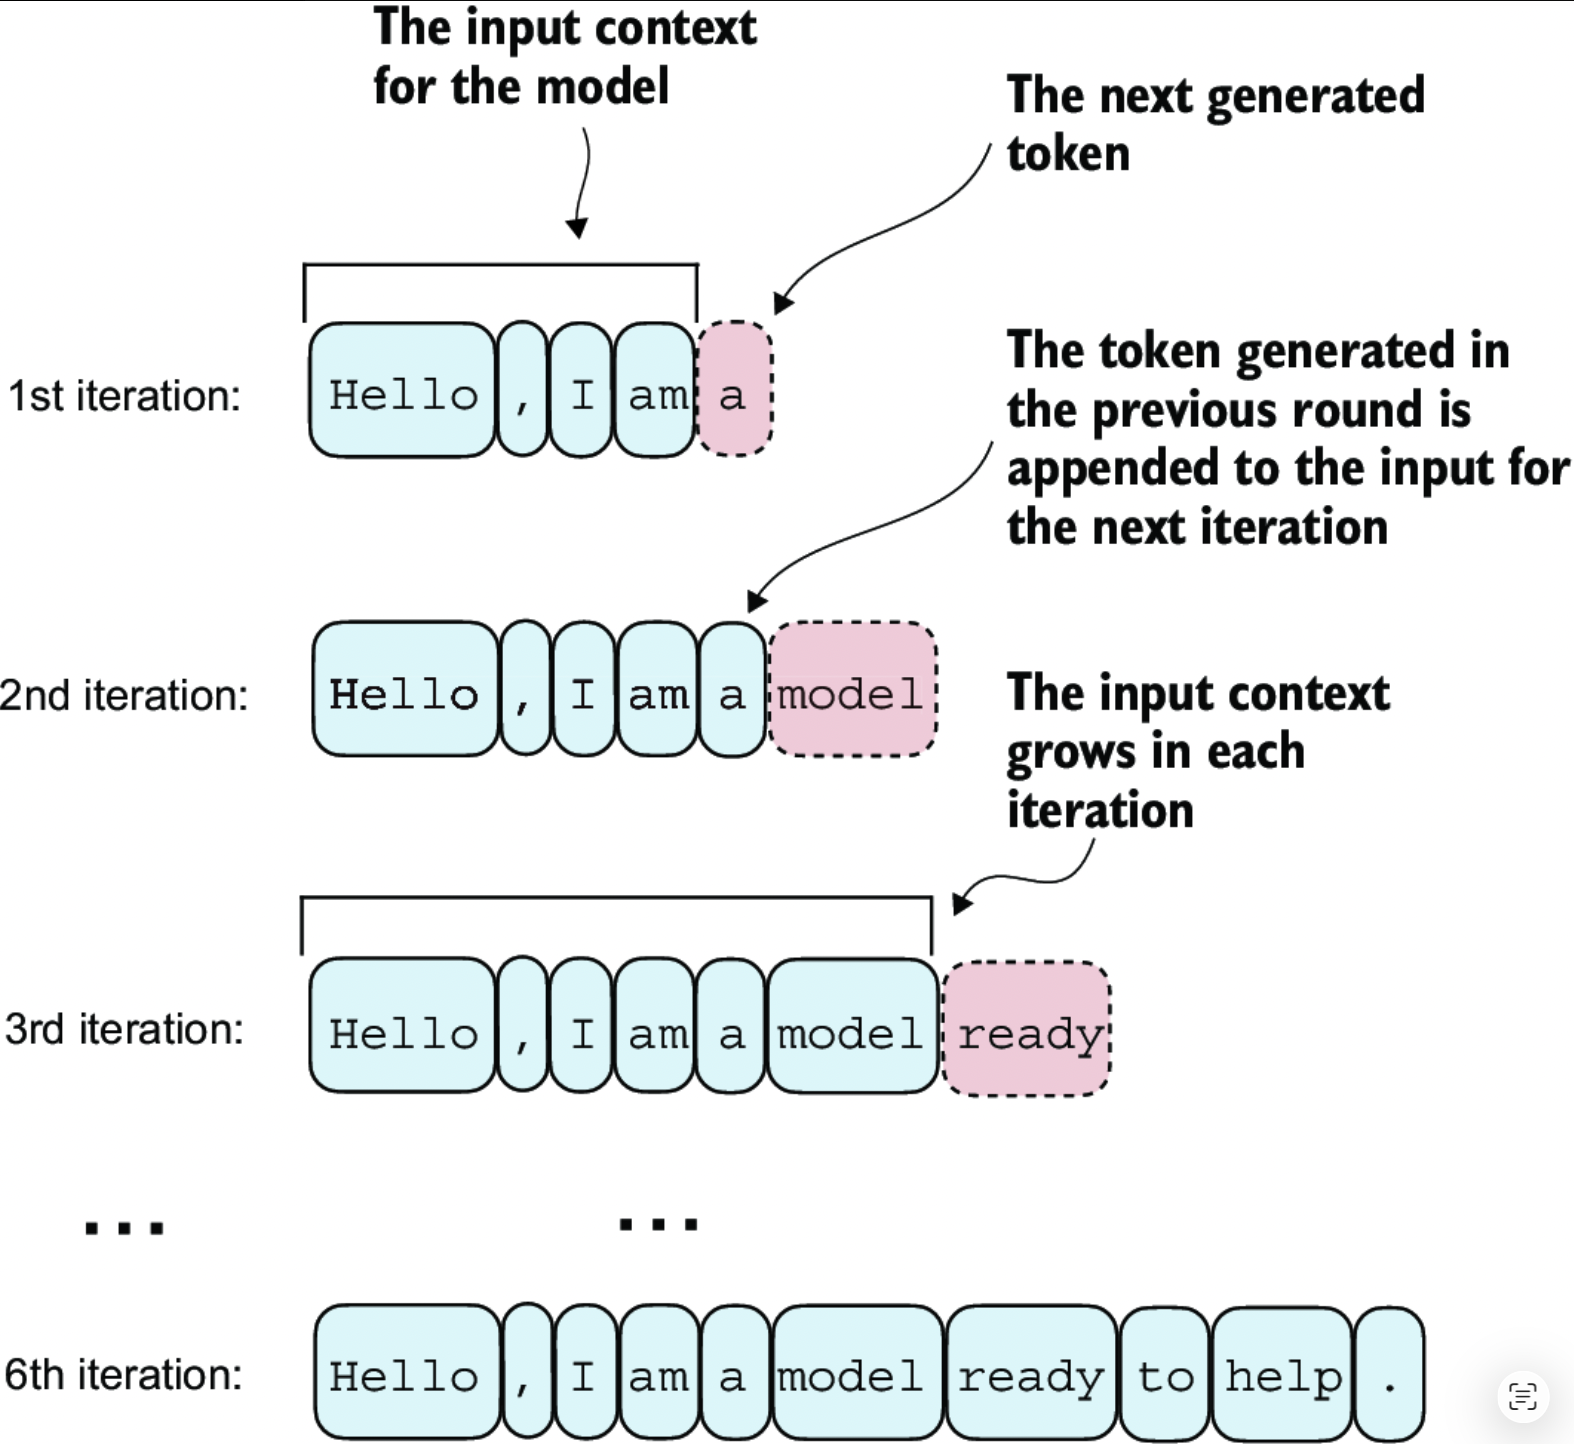 The input context
for the model
The next generated
token
1st iteration: Hello , I am a
The token generated in
the previous round is
appended to the input for
the next iteration
2nd iteration: Hello , I am a model
The input context
grows in each
iteration
3rd iteration: Hello , I am a model ready
... ...
6th iteration: Hello , I am a model ready to help .